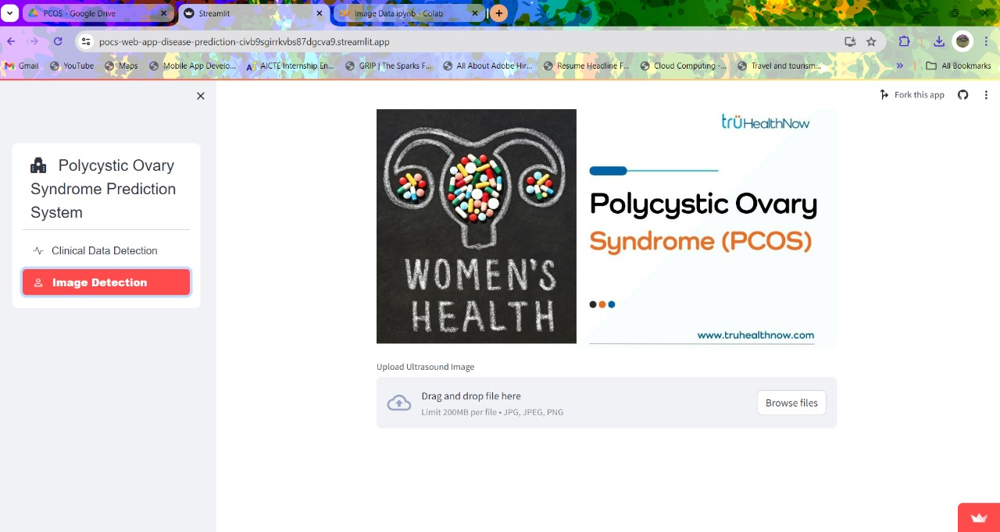 PCOS - Google Drive
Streamlit
Image Data.ipynb - Colab
pocs-web-app-disease-prediction-civb9sgirrkvbs87dgcva9.streamlit.app
Gmail
YouTube
Maps
Mobile App Develo...
AICTE Internship En...
GRIP | The Sparks F...
All About Adobe Hir...
Resume Headline F...
Cloud Computing -...
Travel and tourism...
All Bookmarks
Fork this app
Polycystic Ovary
Syndrome Prediction
System
Clinical Data Detection
Image Detection
WOMEN'S
HEALTH
trüHealthNow
Polycystic Ovary
Syndrome (PCOS)
www.truhealthnow.com
Upload Ultrasound Image
Drag and drop file here
Limit 200MB per file • JPG, JPEG, PNG
Browse files